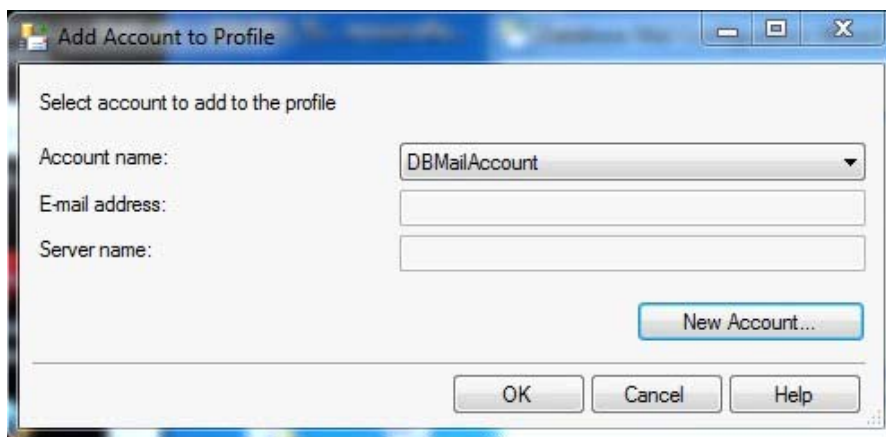 Add Account to Profile
Select account to add to the profile
Account name:
DBMailAccount
E-mail address:
Server name:
New Account...
OK
Cancel
Help